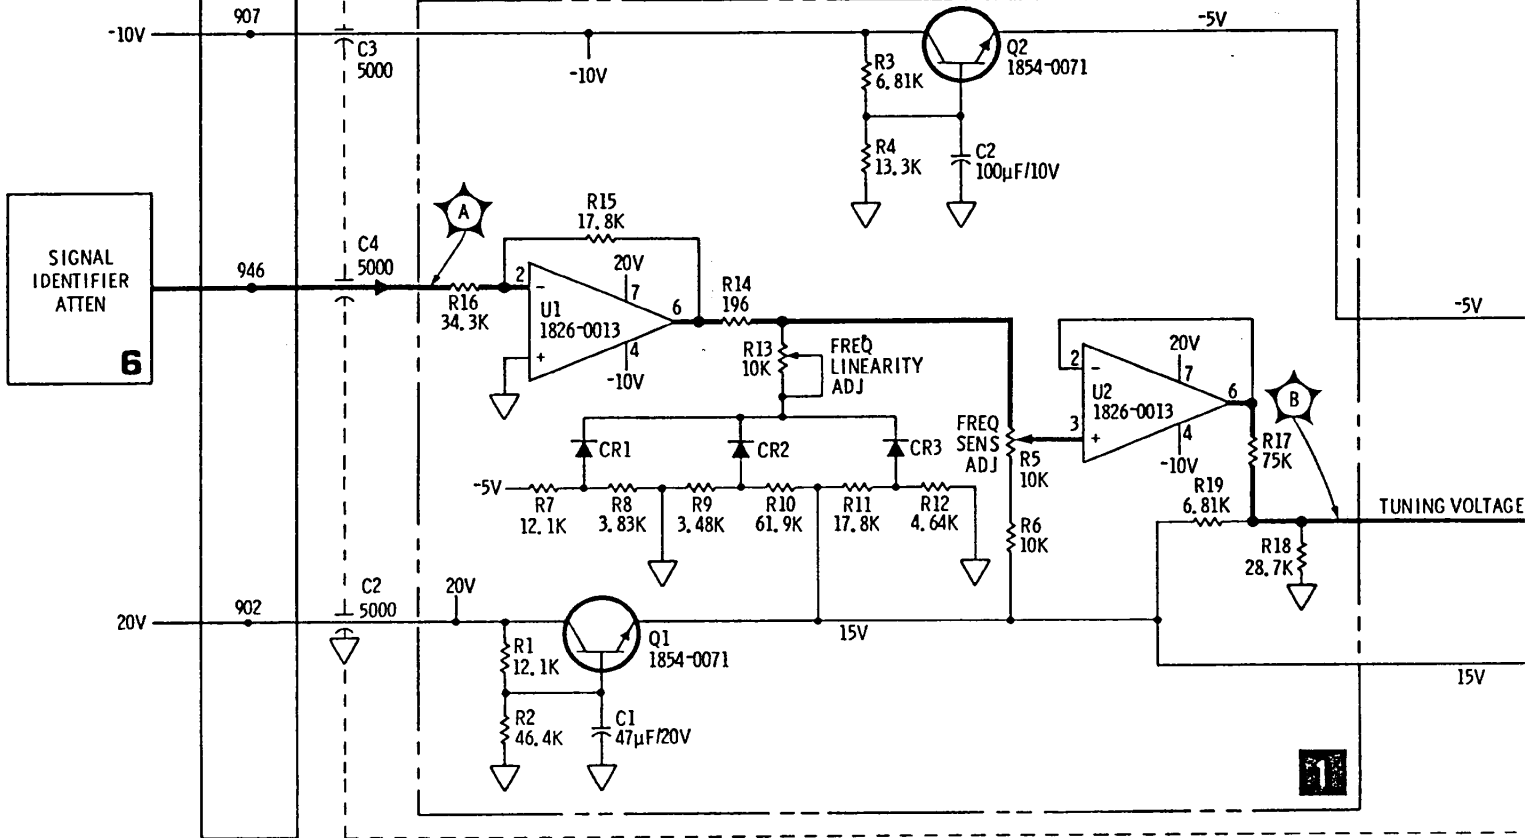 907
-10V
C3
5000
-10V
R3
6.81K
Q2
1854-0071
-5V
R4
13.3K
C2
100µF/10V
A
R15
17.8K
SIGNAL
IDENTIFIER
ATTEN
6
946
C4
5000
R16
34.3K
2
−
20V
7
U1
1826-0013
6
+
4
-10V
R14
196
R13
10K
FREQ
LINEARITY
ADJ
-5V
2
−
20V
7
U2
1826-0013
6
3
+
4
-10V
B
R17
75K
FREQ
SENS
ADJ
R5
10K
CR1
CR2
CR3
-5V
R7
12.1K
R8
3.83K
R9
3.48K
R10
61.9K
R11
17.8K
R12
4.64K
R6
10K
R19
6.81K
TUNING VOLTAGE
R18
28.7K
902
20V
C2
5000
20V
R1
12.1K
Q1
1854-0071
15V
15V
R2
46.4K
C1
47µF/20V
1